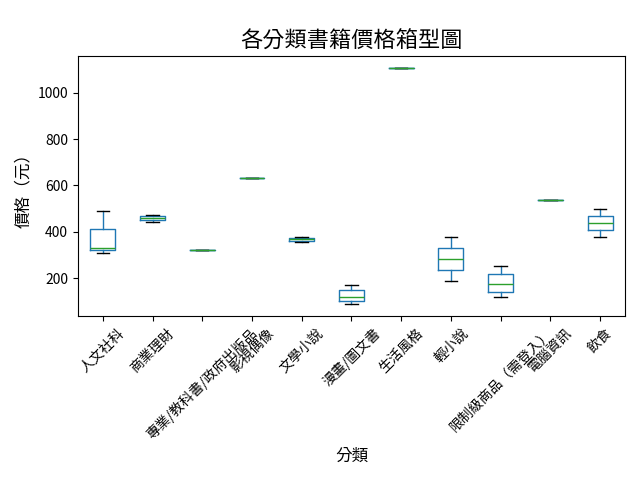 各分類書籍價格箱型圖
價格（元）
1000
800
600
400
200
人文社科
商業理財
專業/教科書/政府出版品
影視偶像
文學小說
漫畫/圖文書
生活風格
輕小說
限制級商品（需登入）
電腦資訊
飲食
分類